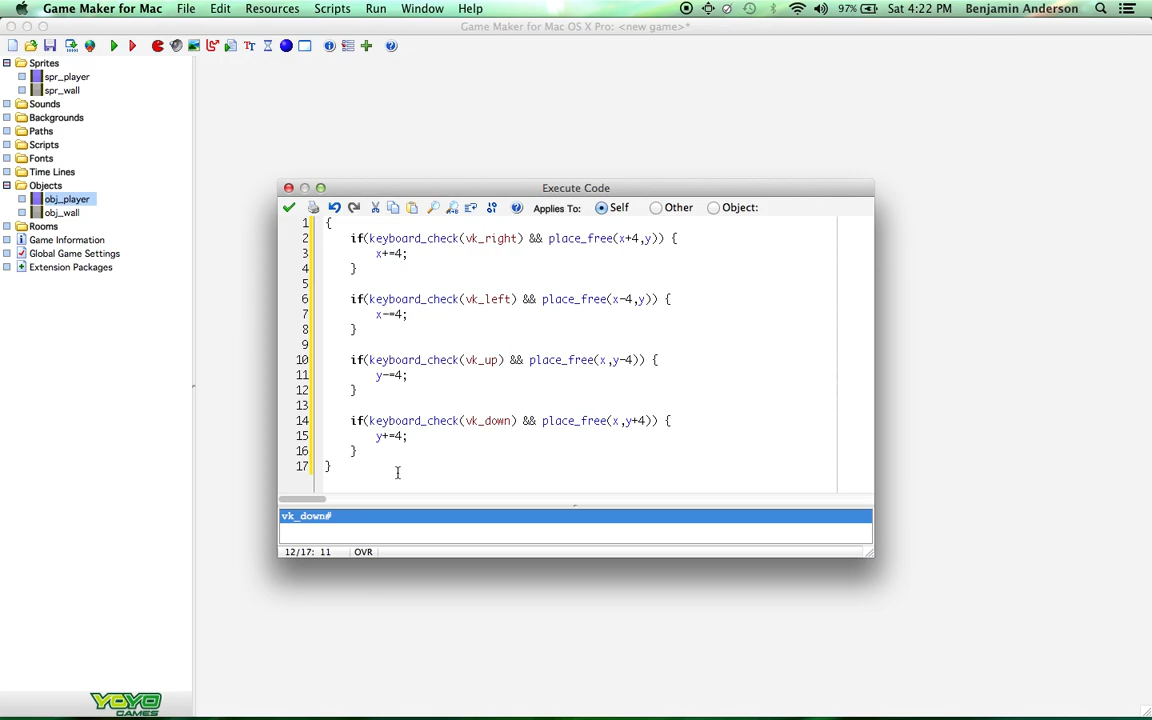 Game Maker for Mac File Edit Resources Scripts Run Window Help 97% Sat 4:22 PM Benjamin Anderson
Game Maker for Mac OS X Pro: <new game>*
Sprites
spr_player
spr_wall
Sounds
Backgrounds
Paths
Scripts
Fonts
Time Lines
Objects
obj_player
obj_wall
Rooms
Game Information
Global Game Settings
Extension Packages
Execute Code
Applies To: Self Other Object:
1 {
2 if(keyboard_check(vk_right) && place_free(x+4,y)) {
3 x+=4;
4 }
5
6 if(keyboard_check(vk_left) && place_free(x-4,y)) {
7 x-=4;
8 }
9
10 if(keyboard_check(vk_up) && place_free(x,y-4)) {
11 y-=4;
12 }
13
14 if(keyboard_check(vk_down) && place_free(x,y+4)) {
15 y+=4;
16 }
17 }
vk_down#
12/17: 11 OVR
YOYO
GAMES